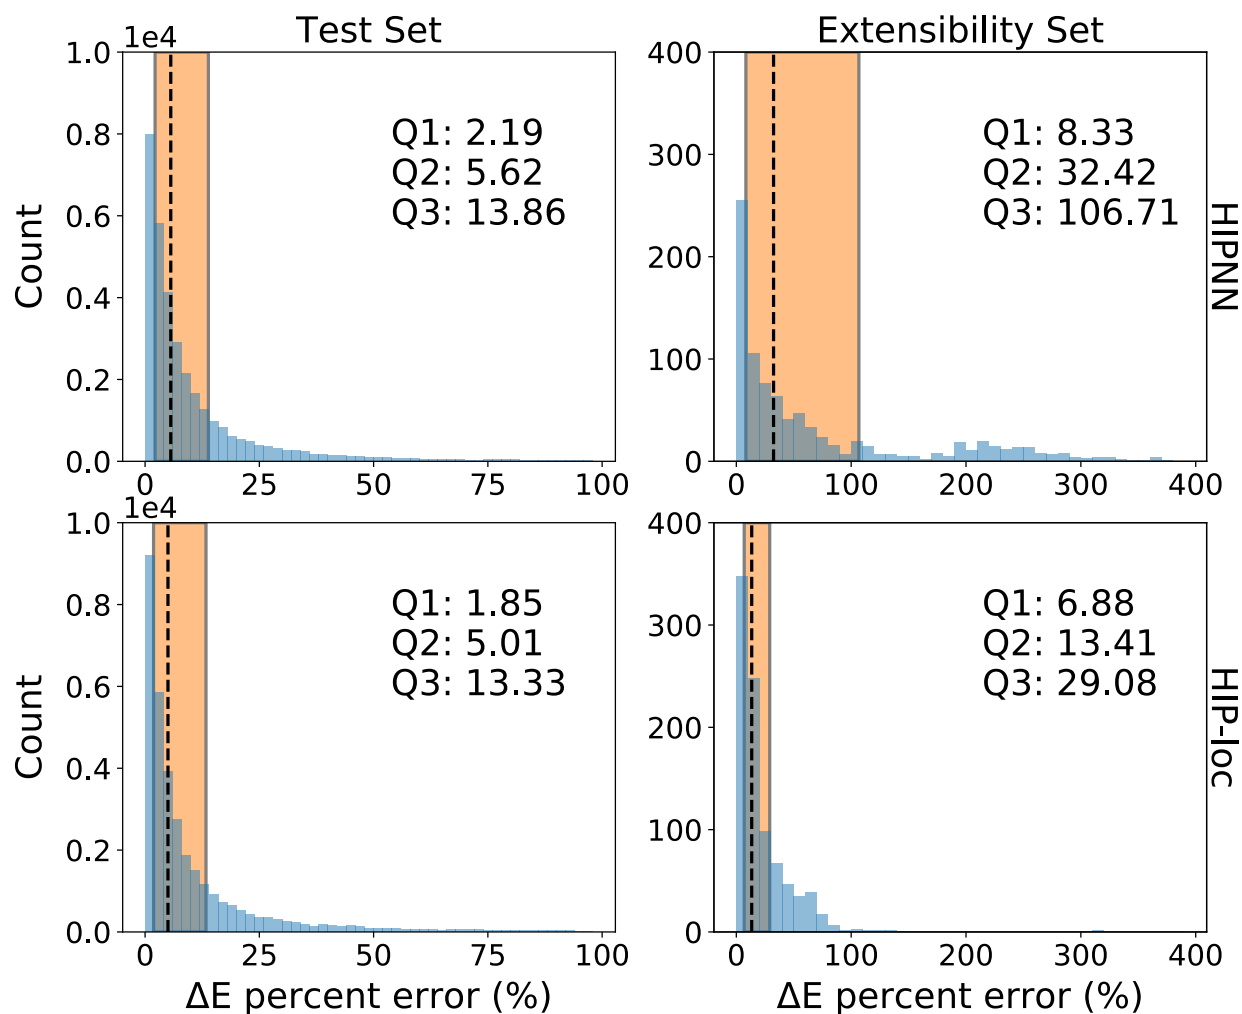 Test Set
Extensibility Set
1e4
1.0
0.8
0.6
0.4
0.2
0.0
Count
Q1: 2.19
Q2: 5.62
Q3: 13.86
0 25 50 75 100
400
300
200
100
0
Q1: 8.33
Q2: 32.42
Q3: 106.71
0 100 200 300 400
HIPNN
1e4
1.0
0.8
0.6
0.4
0.2
0.0
Count
Q1: 1.85
Q2: 5.01
Q3: 13.33
0 25 50 75 100
ΔE percent error (%)
400
300
200
100
0
Q1: 6.88
Q2: 13.41
Q3: 29.08
0 100 200 300 400
ΔE percent error (%)
HIP-loc